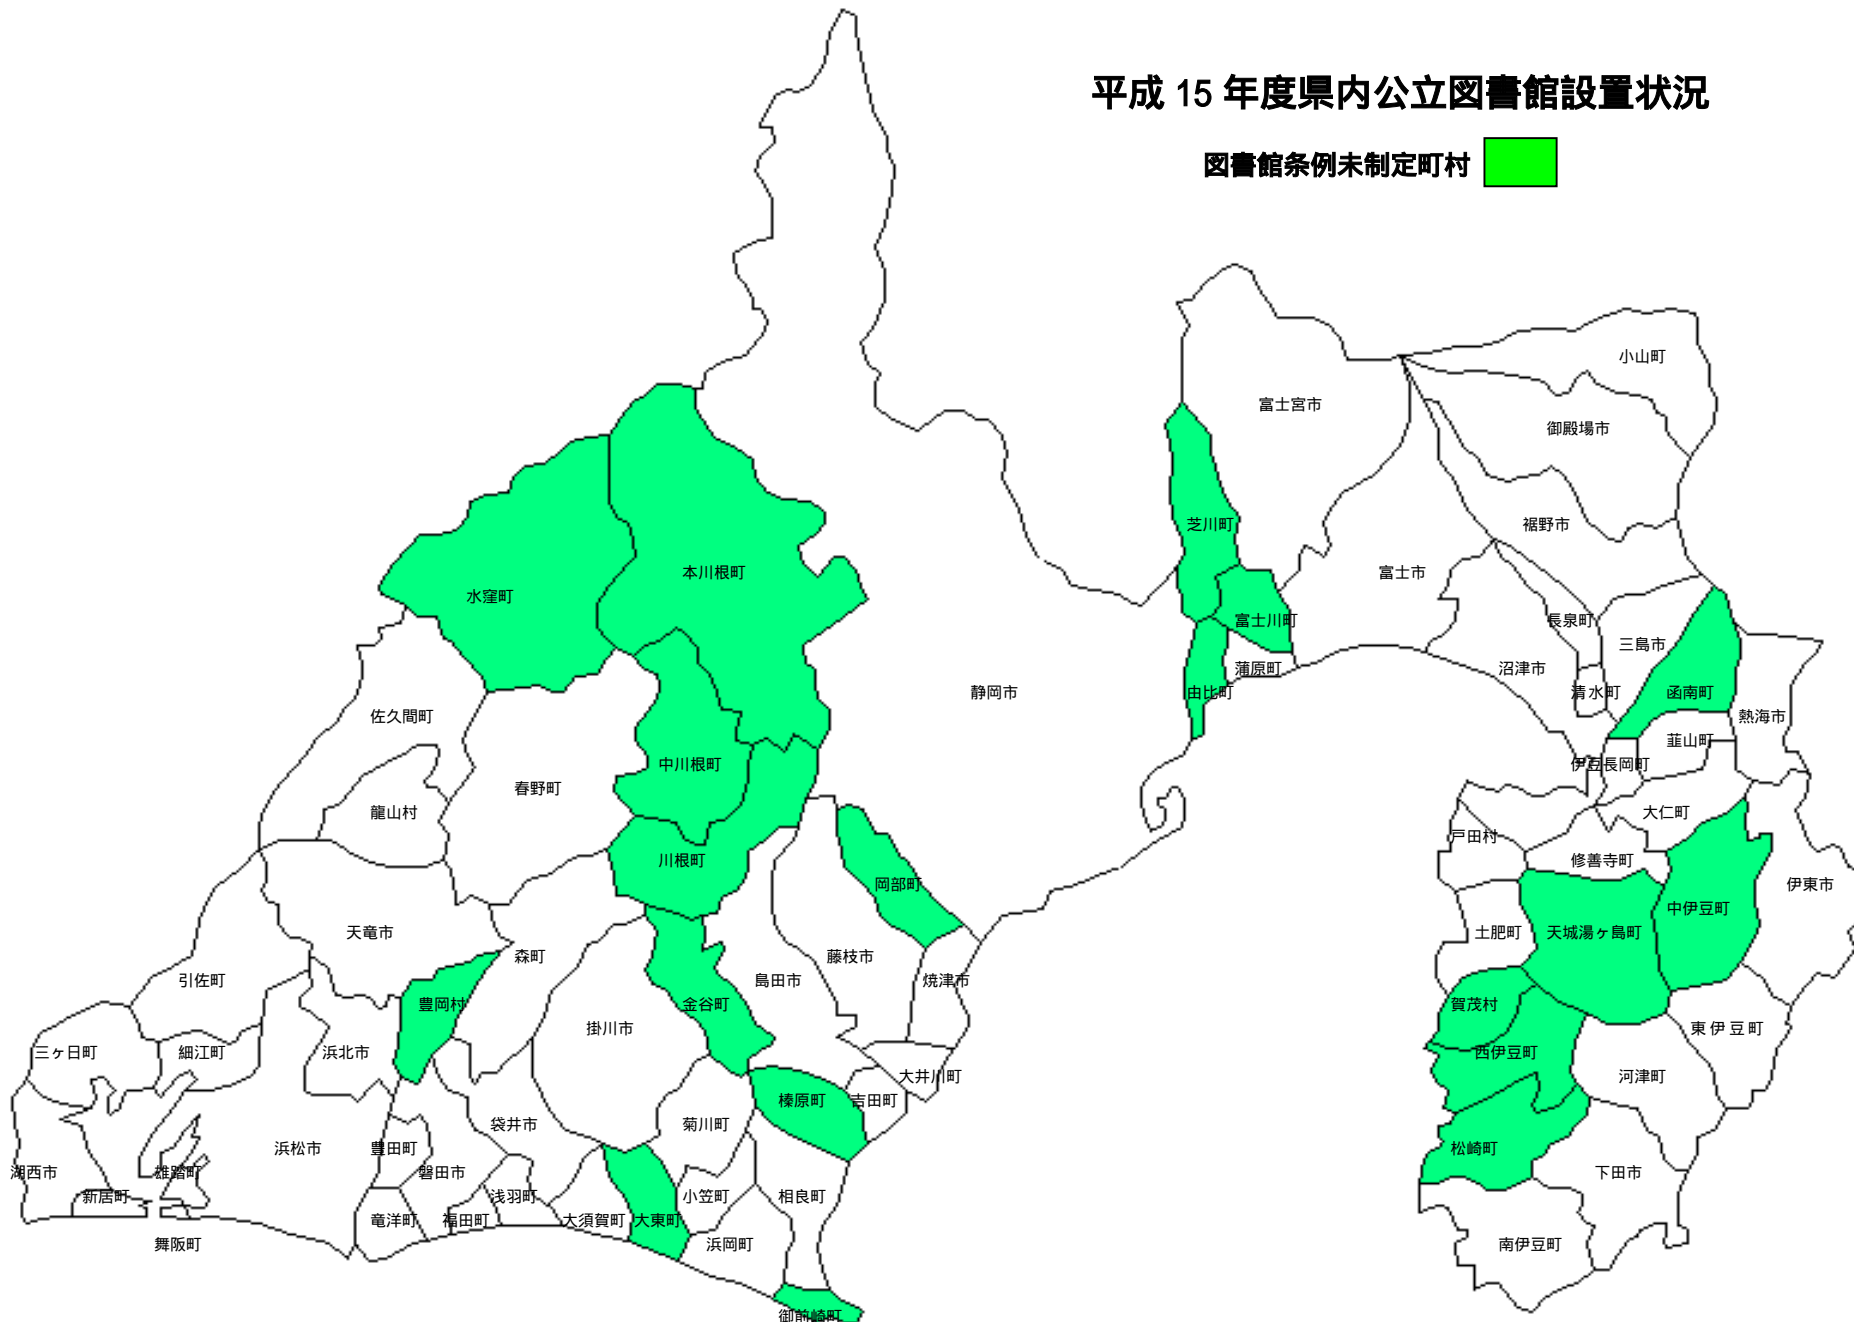 平成 15 年度県内公立図書館設置状況
図書館条例未制定町村
小山町
富士宮市
御殿場市
芝川町
裾野市
本川根町
富士市
水窪町
富士川町
長泉町
三島市
蒲原町
沼津市
静岡市
由比町
清水町
函南町
佐久間町
熱海市
韮山町
中川根町
伊豆長岡町
春野町
龍山村
大仁町
戸田村
川根町
修善寺町
岡部町
伊東市
中伊豆町
天竜市
土肥町
天城湯ヶ島町
森町
藤枝市
引佐町
島田市
焼津市
豊岡村
金谷町
賀茂村
掛川市
東伊豆町
三ヶ日町
細江町
浜北市
西伊豆町
大井川町
河津町
榛原町
吉田町
袋井市
菊川町
浜松市
豊田町
松崎町
湖西市
雄踏町
磐田市
下田市
新居町
浅羽町
小笠町
相良町
竜洋町
福田町
大須賀町
大東町
舞阪町
浜岡町
南伊豆町
御前崎町